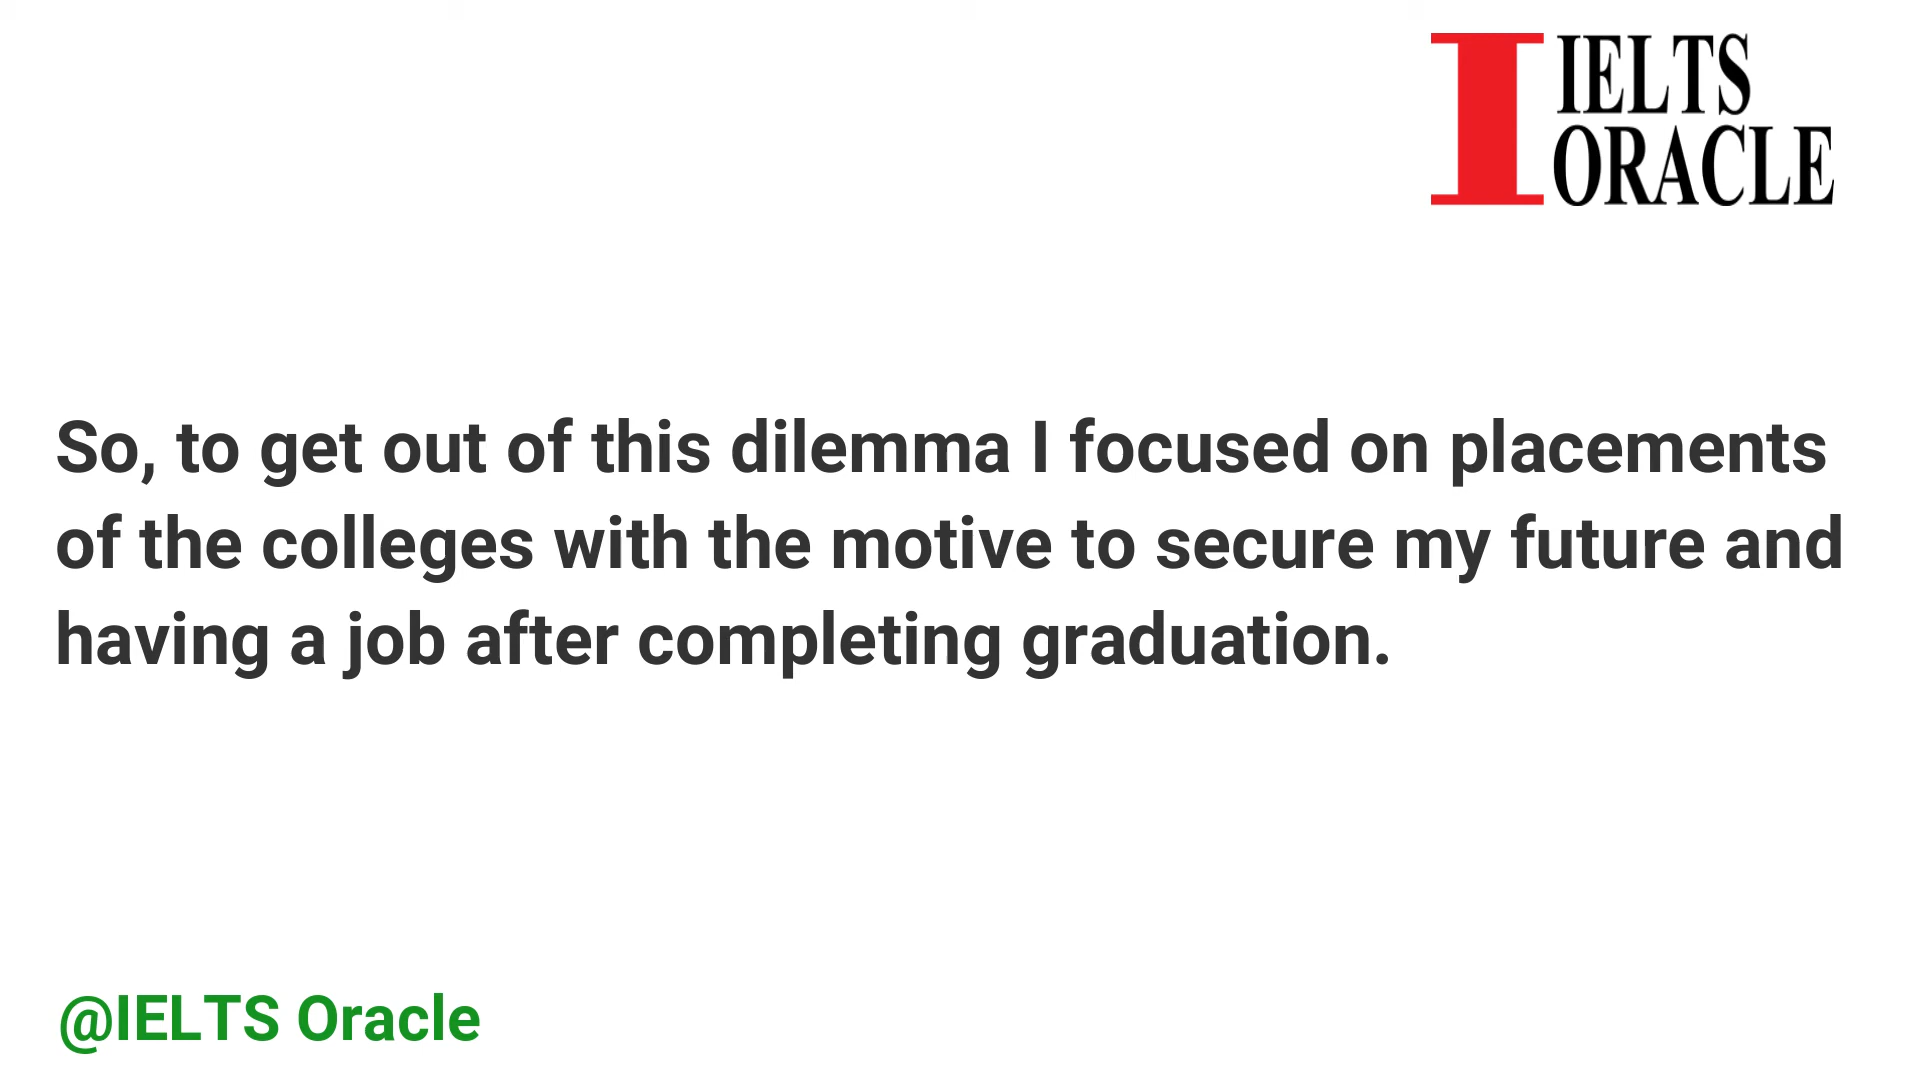 IELTS
ORACLE
So, to get out of this dilemma I focused on placements
of the colleges with the motive to secure my future and
having a job after completing graduation.
@IELTS Oracle